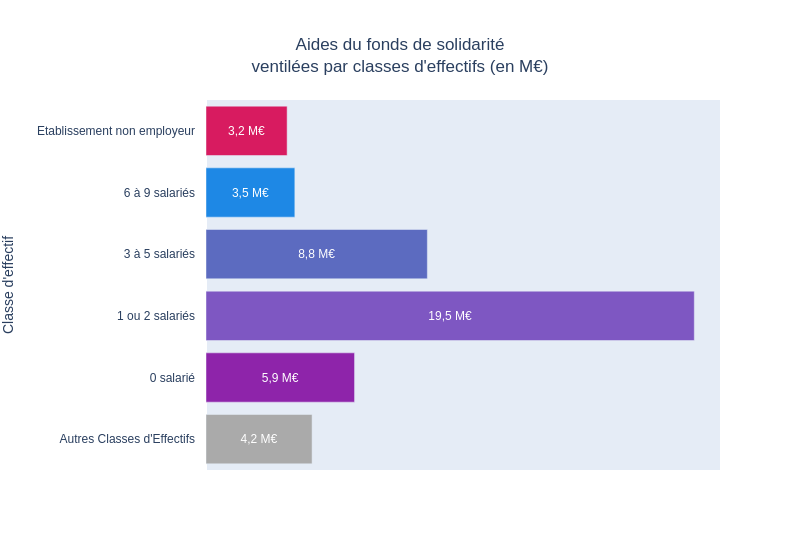 Aides du fonds de solidarité
ventilées par classes d'effectifs (en M€)
Classe d'effectif
Etablissement non employeur
3,2 M€
6 à 9 salariés
3,5 M€
3 à 5 salariés
8,8 M€
1 ou 2 salariés
19,5 M€
0 salarié
5,9 M€
Autres Classes d'Effectifs
4,2 M€